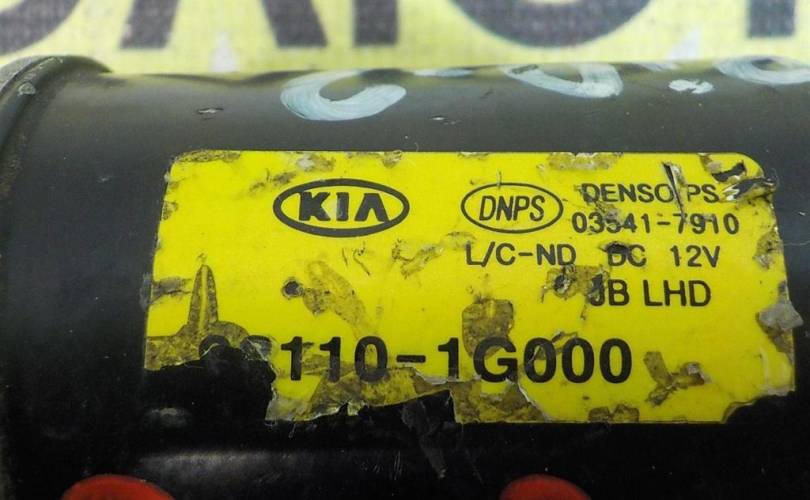 KIA
DNPS
DENSO PS
03541-7910
L/C-ND DC 12V
JB LHD
110-1G000